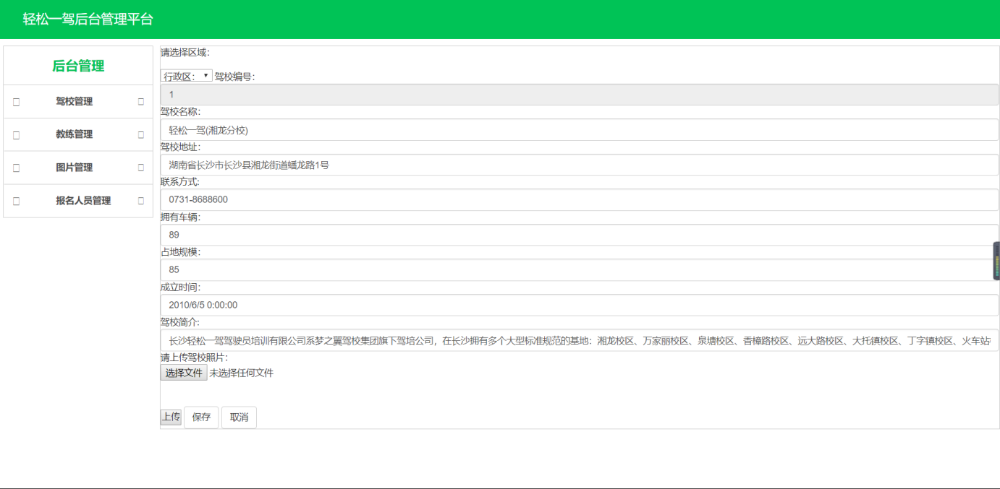 轻松一驾后台管理平台
后台管理
驾校管理
教练管理
图片管理
报名人员管理
请选择区域：
行政区： 驾校编号：
1
驾校名称：
轻松一驾(湘龙分校)
驾校地址：
湖南省长沙市长沙县湘龙街道蟠龙路1号
联系方式:
0731-8688600
拥有车辆：
89
占地规模：
85
成立时间：
2010/6/5 0:00:00
驾校简介:
长沙轻松一驾驾驶员培训有限公司系梦之翼驾校集团旗下驾培公司，在长沙拥有多个大型标准规范的基地：湘龙校区、万家丽校区、泉塘校区、香樟路校区、远大路校区、大托镇校区、丁字镇校区、火车站
请上传驾校照片：
选择文件 未选择任何文件
上传 保存 取消